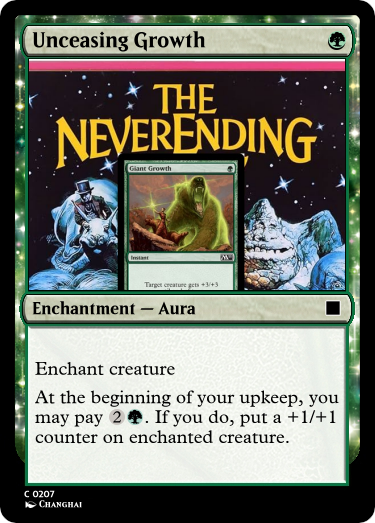 Unceasing Growth
THE
NEVERENDING
Giant Growth
Instant
Target creature gets +3/+3
Enchantment — Aura
Enchant creature
At the beginning of your upkeep, you
may pay 2. If you do, put a +1/+1
counter on enchanted creature.
C 0207
CHANGHAI